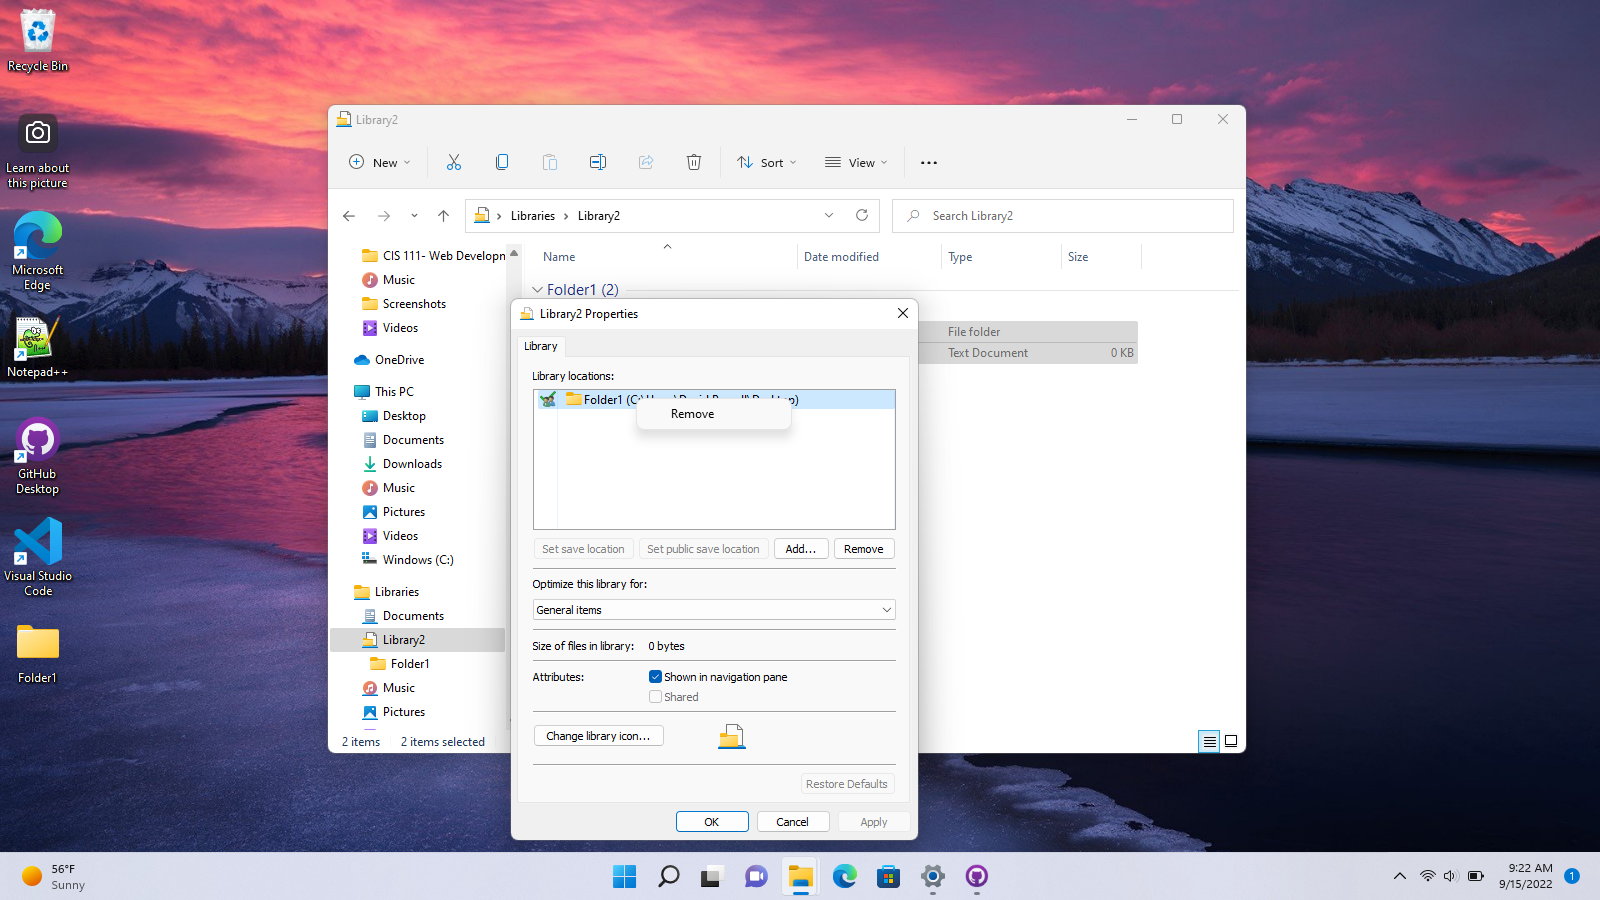 Recycle Bin
Learn about
this picture
Microsoft
Edge
Notepad++
GitHub
Desktop
Visual Studio
Code
Folder1
Library2
New
Sort
View
Libraries
Library2
Search Library2
CIS 111- Web Developn
Music
Screenshots
Videos
OneDrive
This PC
Desktop
Documents
Downloads
Music
Pictures
Videos
Windows (C:)
Libraries
Documents
Library2
Folder1
Music
Pictures
2 items 2 items selected
Name Date modified Type Size
Folder1 (2)
File folder
Text Document 0 KB
Library2 Properties
Library
Library locations:
Folder1
Remove
Set save location Set public save location Add... Remove
Optimize this library for:
General items
Size of files in library: 0 bytes
Attributes: Shown in navigation pane
Shared
Change library icon...
Restore Defaults
OK Cancel Apply
56°F
Sunny
9:22 AM
9/15/2022
1